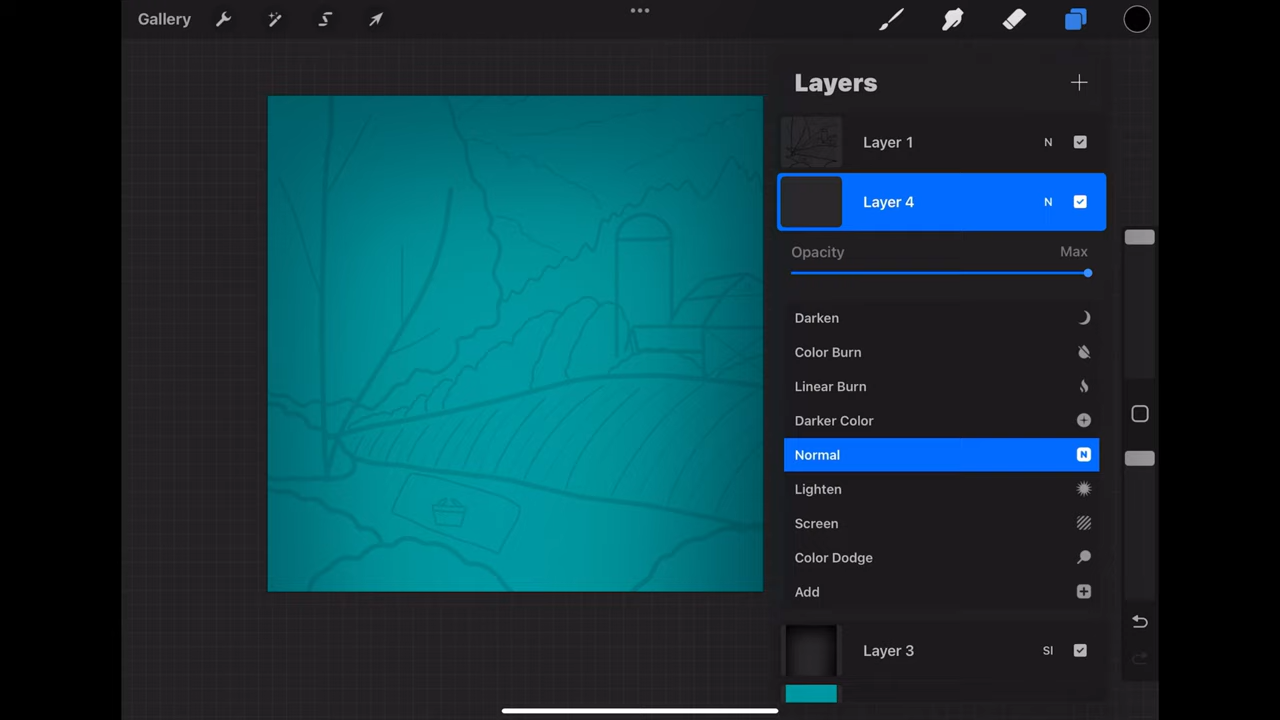 Gallery
Layers
Layer 1 N
Layer 4 N
Opacity Max
Darken
Color Burn
Linear Burn
Darker Color
Normal N
Lighten
Screen
Color Dodge
Add
Layer 3 SI